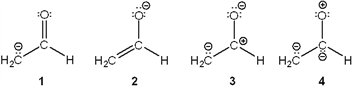 :O: :O:⊖ :O:⊖ :O:⊕
⊖ ⊖ ⊖
H₂C C H H₂C C H H₂C C⊕ H H₂C C⊖ H
1 2 3 4